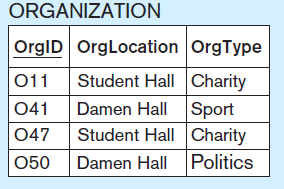 ORGANIZATION
OrgID OrgLocation OrgType
O11 Student Hall Charity
O41 Damen Hall Sport
O47 Student Hall Charity
O50 Damen Hall Politics